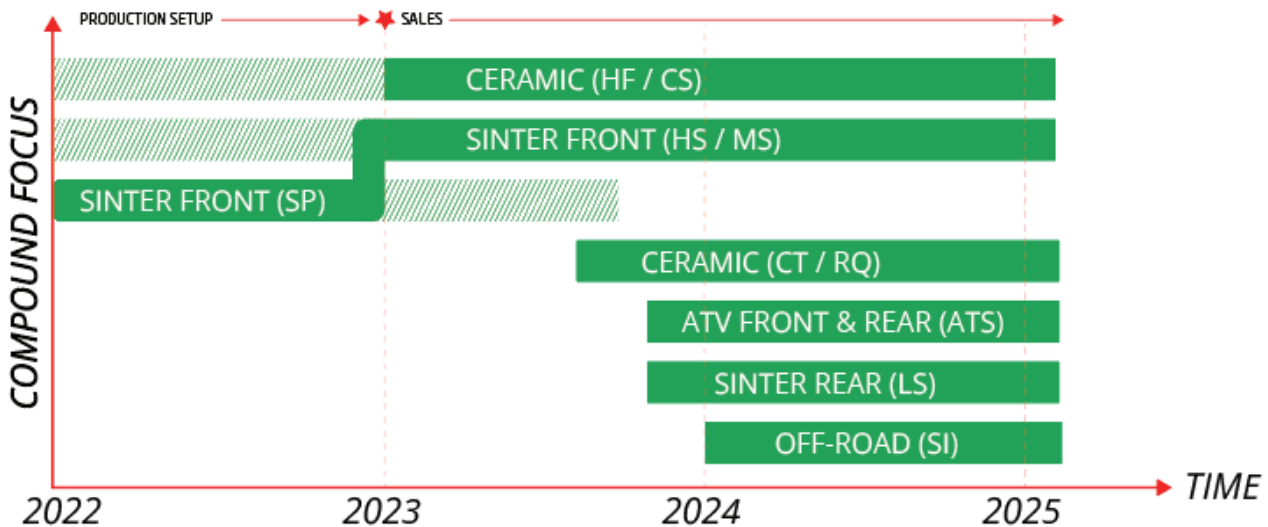 PRODUCTION SETUP
SALES
COMPOUND FOCUS
CERAMIC (HF / CS)
SINTER FRONT (HS / MS)
SINTER FRONT (SP)
CERAMIC (CT / RQ)
ATV FRONT & REAR (ATS)
SINTER REAR (LS)
OFF-ROAD (SI)
TIME
2022
2023
2024
2025